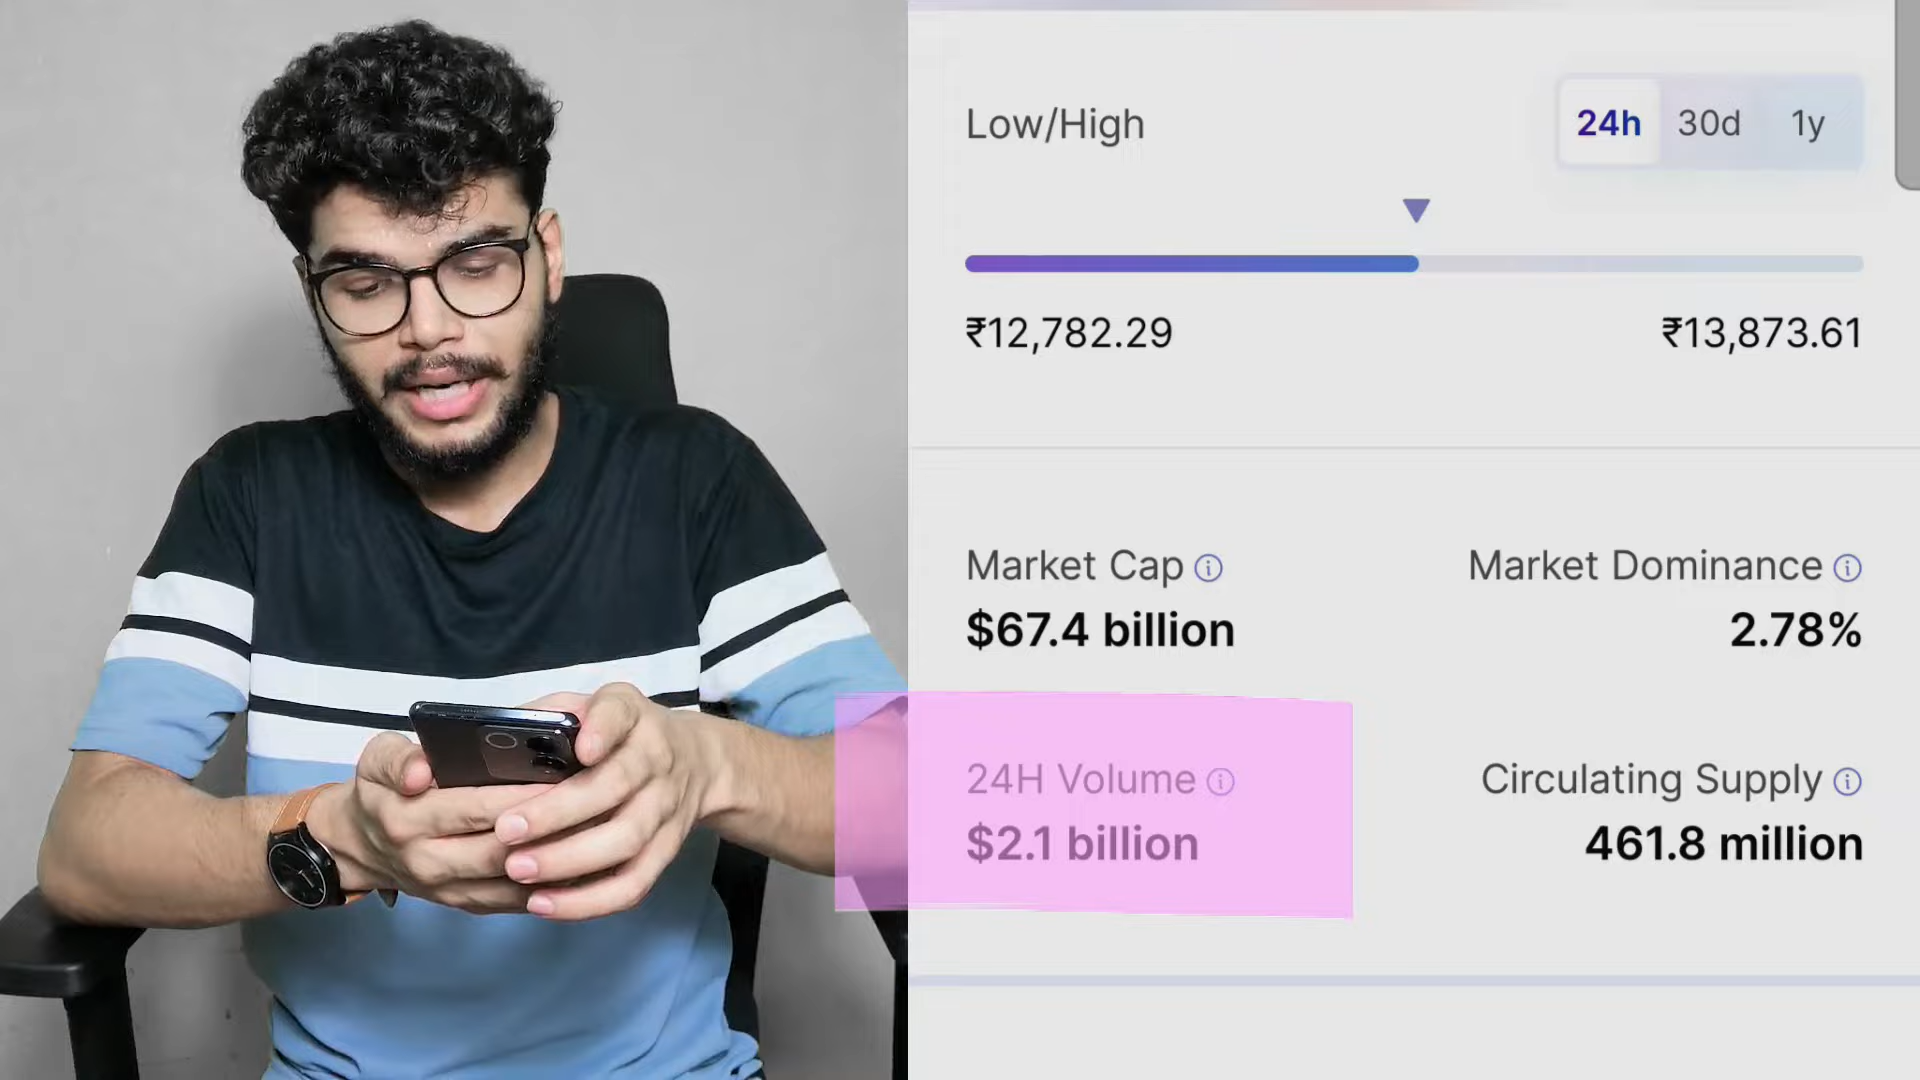 Low/High
24h 30d 1y
₹12,782.29 ₹13,873.61
Market Cap Market Dominance
$67.4 billion 2.78%
24H Volume Circulating Supply
$2.1 billion 461.8 million